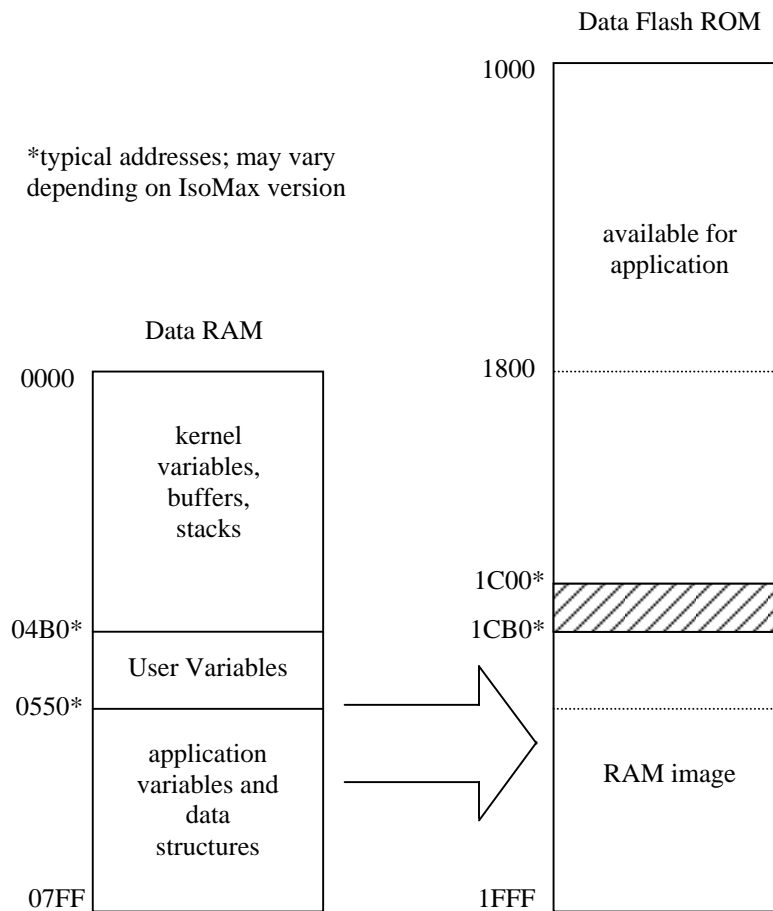 Data Flash ROM
1000
*typical addresses; may vary
depending on IsoMax version
available for
application
Data RAM
0000
1800
kernel
variables,
buffers,
stacks
1C00*
04B0*
1CB0*
User Variables
0550*
application
variables and
data
structures
RAM image
07FF
1FFF